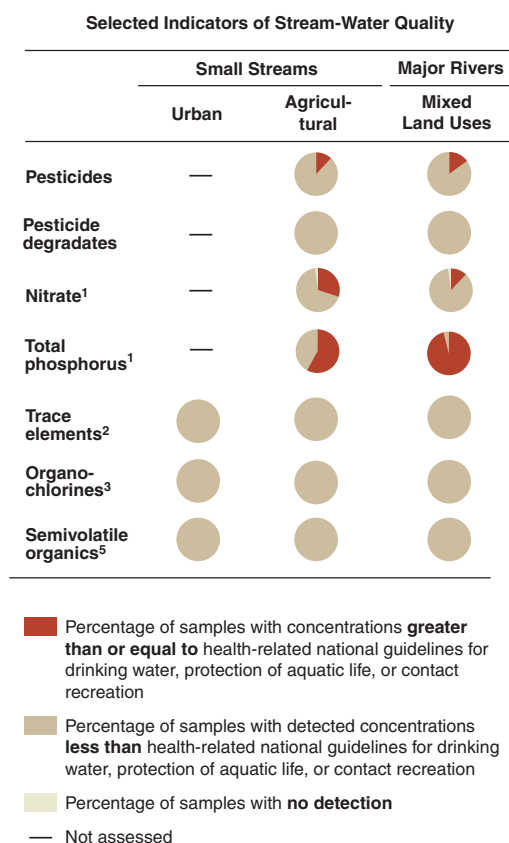 Selected Indicators of Stream-Water Quality
Small Streams
Major Rivers
Urban
Agricul-
tural
Mixed
Land Uses
Pesticides
—
Pesticide
degradates
—
Nitrate¹
—
Total
phosphorus¹
—
Trace
elements²
Organo-
chlorines³
Semivolatile
organics⁵
Percentage of samples with concentrations greater
than or equal to health-related national guidelines for
drinking water, protection of aquatic life, or contact
recreation
Percentage of samples with detected concentrations
less than health-related national guidelines for drinking
water, protection of aquatic life, or contact recreation
Percentage of samples with no detection
— Not assessed